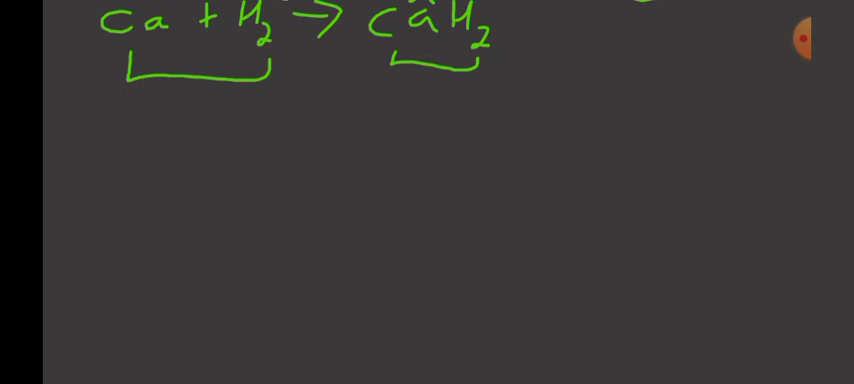 Ca + H₂ → CaH₂